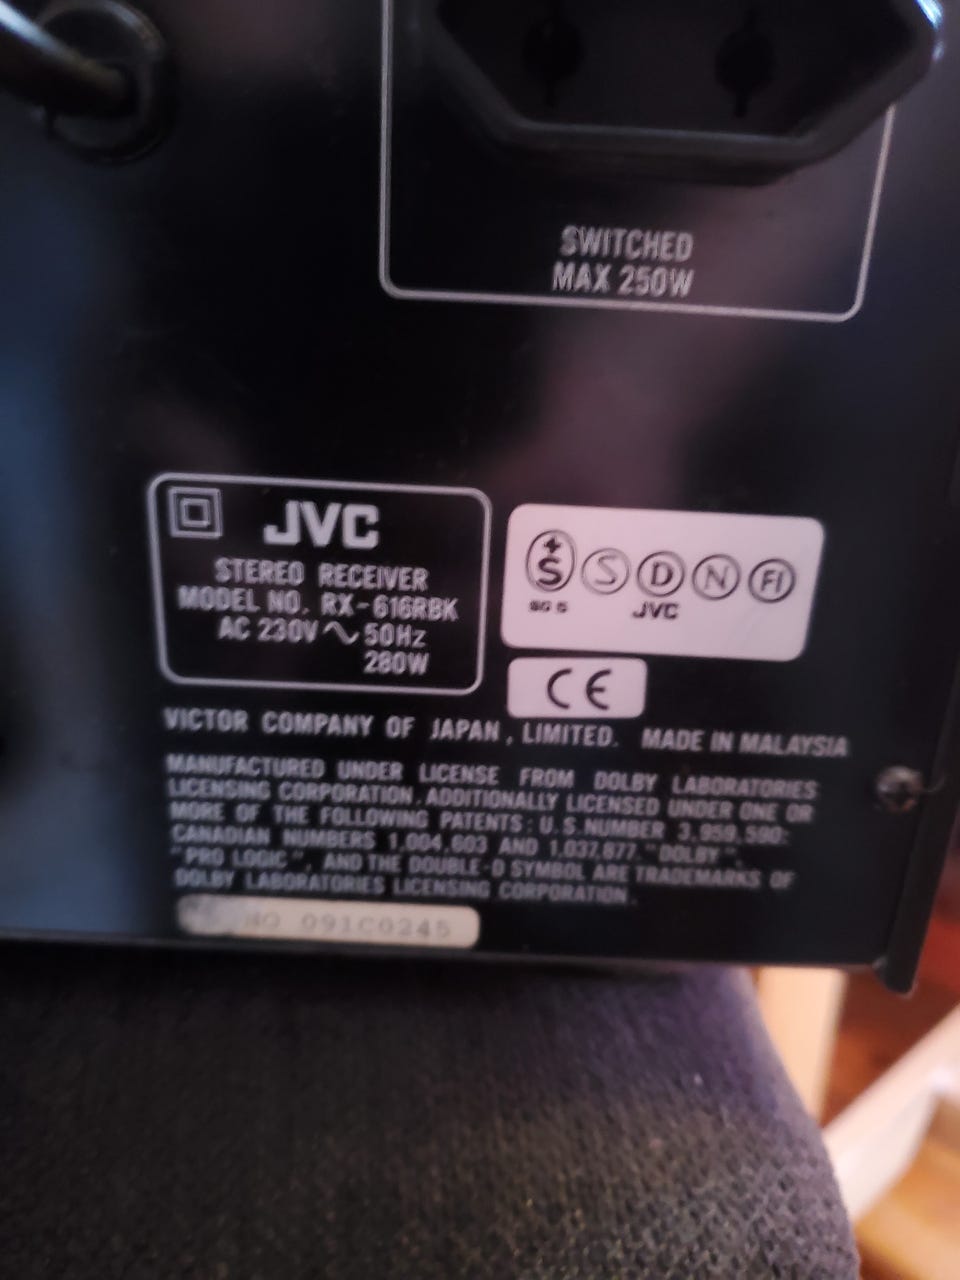 SWITCHED
MAX 250W
JVC
STEREO RECEIVER
MODEL NO. RX-616RBK
AC 230V ∿ 50Hz
280W
S S D N FI
SG S JVC
CE
VICTOR COMPANY OF JAPAN, LIMITED. MADE IN MALAYSIA
MANUFACTURED UNDER LICENSE FROM DOLBY LABORATORIES
LICENSING CORPORATION. ADDITIONALLY LICENSED UNDER ONE OR
MORE OF THE FOLLOWING PATENTS: U.S. NUMBER 3,959,590;
CANADIAN NUMBERS 1,004,603 AND 1,037,877. "DOLBY",
"PRO LOGIC", AND THE DOUBLE-D SYMBOL ARE TRADEMARKS OF
DOLBY LABORATORIES LICENSING CORPORATION.
NO 091C0245